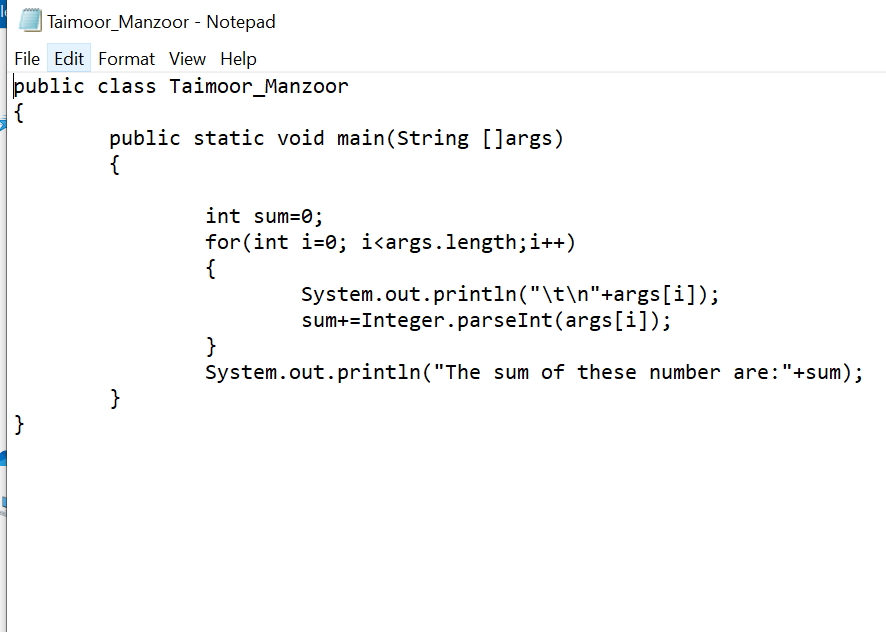 Taimoor_Manzoor - Notepad
File Edit Format View Help
public class Taimoor_Manzoor
{
        public static void main(String []args)
        {

                int sum=0;
                for(int i=0; i<args.length;i++)
                {
                        System.out.println("\t\n"+args[i]);
                        sum+=Integer.parseInt(args[i]);
                }
                System.out.println("The sum of these number are:"+sum);
        }
}